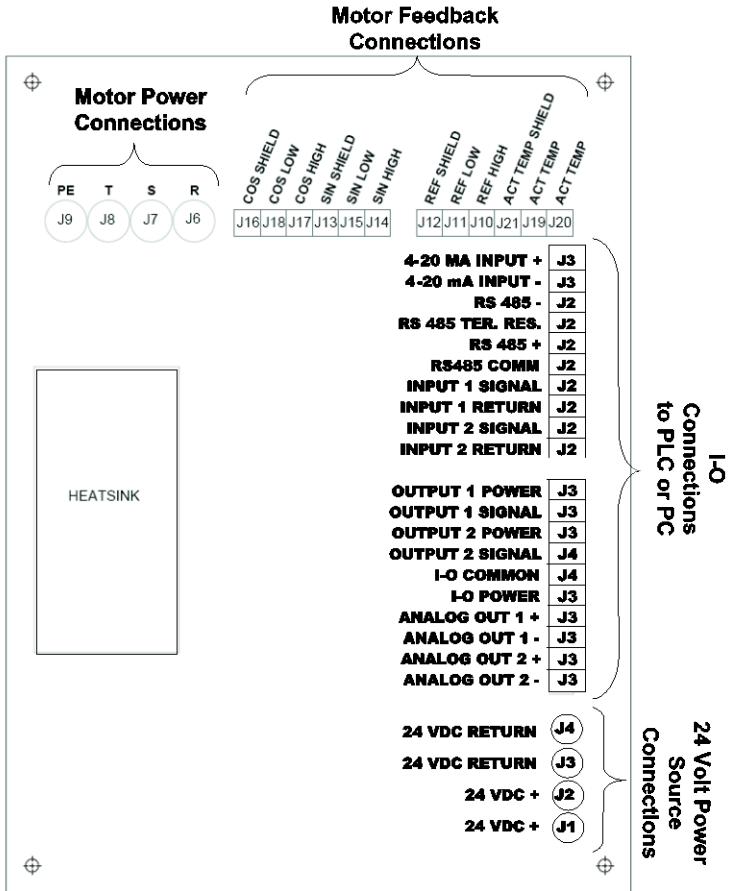 Motor Feedback
Connections
Motor Power
Connections
COS SHIELD
COS LOW
COS HIGH
SIN SHIELD
SIN LOW
SIN HIGH
REF SHIELD
REF LOW
REF HIGH
ACT TEMP SHIELD
ACT TEMP
ACT TEMP
PE T S R
J9 J8 J7 J6
J16 J18 J17 J13 J15 J14
J12 J11 J10 J21 J19 J20
4-20 MA INPUT + J3
4-20 mA INPUT - J3
RS 485 - J2
RS 485 TER. RES. J2
RS 485 + J2
RS485 COMM J2
INPUT 1 SIGNAL J2
INPUT 1 RETURN J2
INPUT 2 SIGNAL J2
INPUT 2 RETURN J2
I-O
Connections
to PLC or PC
HEATSINK
OUTPUT 1 POWER J3
OUTPUT 1 SIGNAL J3
OUTPUT 2 POWER J3
OUTPUT 2 SIGNAL J4
I-O COMMON J4
I-O POWER J3
ANALOG OUT 1 + J3
ANALOG OUT 1 - J3
ANALOG OUT 2 + J3
ANALOG OUT 2 - J3
24 VDC RETURN J4
24 VDC RETURN J3
24 VDC + J2
24 VDC + J1
24 Volt Power
Source
Connections